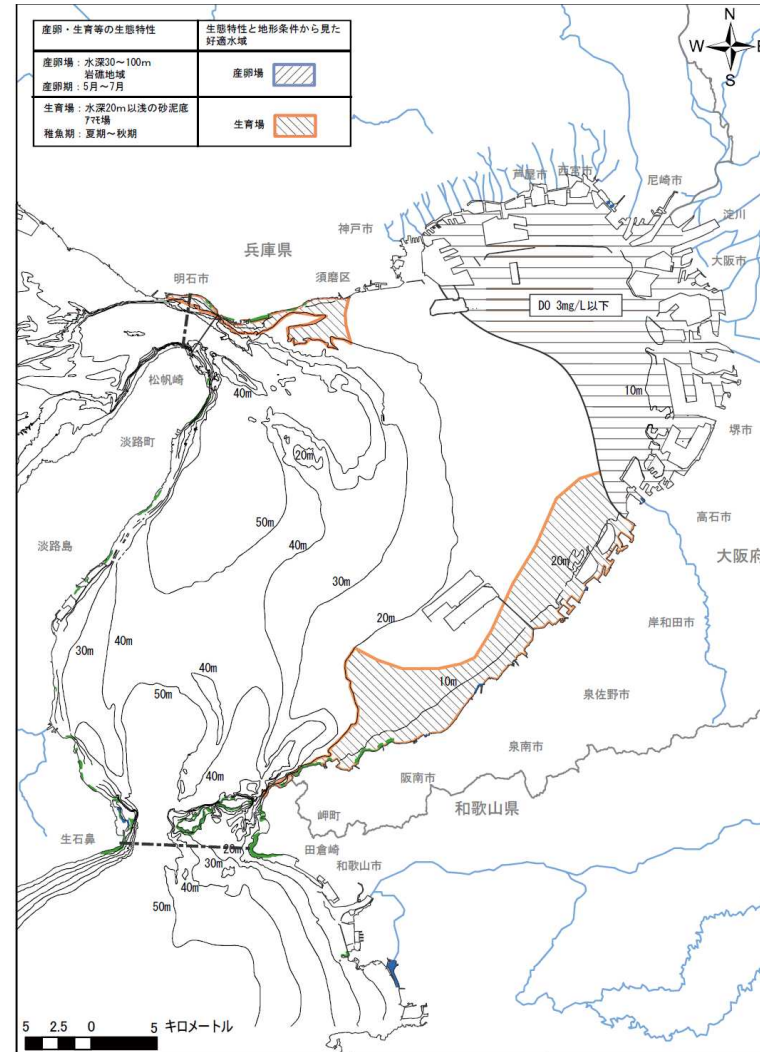 産卵・生育等の生態特性
生態特性と地形条件から見た
好適水域
産卵場：水深30～100m
岩礁地域
産卵期：5月～7月
産卵場
生育場：水深20m以浅の砂泥底
アマモ場
稚魚期：夏期～秋期
生育場
N
W
E
S
芦屋市
西宮市
尼崎市
神戸市
淀川
兵庫県
大阪市
明石市
須磨区
DO 3mg/L以下
松帆崎
40m
10m
淡路町
堺市
20m
50m
高石市
40m
大阪府
淡路島
20m
30m
岸和田市
20m
30m
40m
40m
10m
50m
泉佐野市
泉南市
40m
阪南市
和歌山県
岬町
生石鼻
20m
田倉崎
30m
和歌山市
40m
50m
5 2.5 0 5 キロメートル